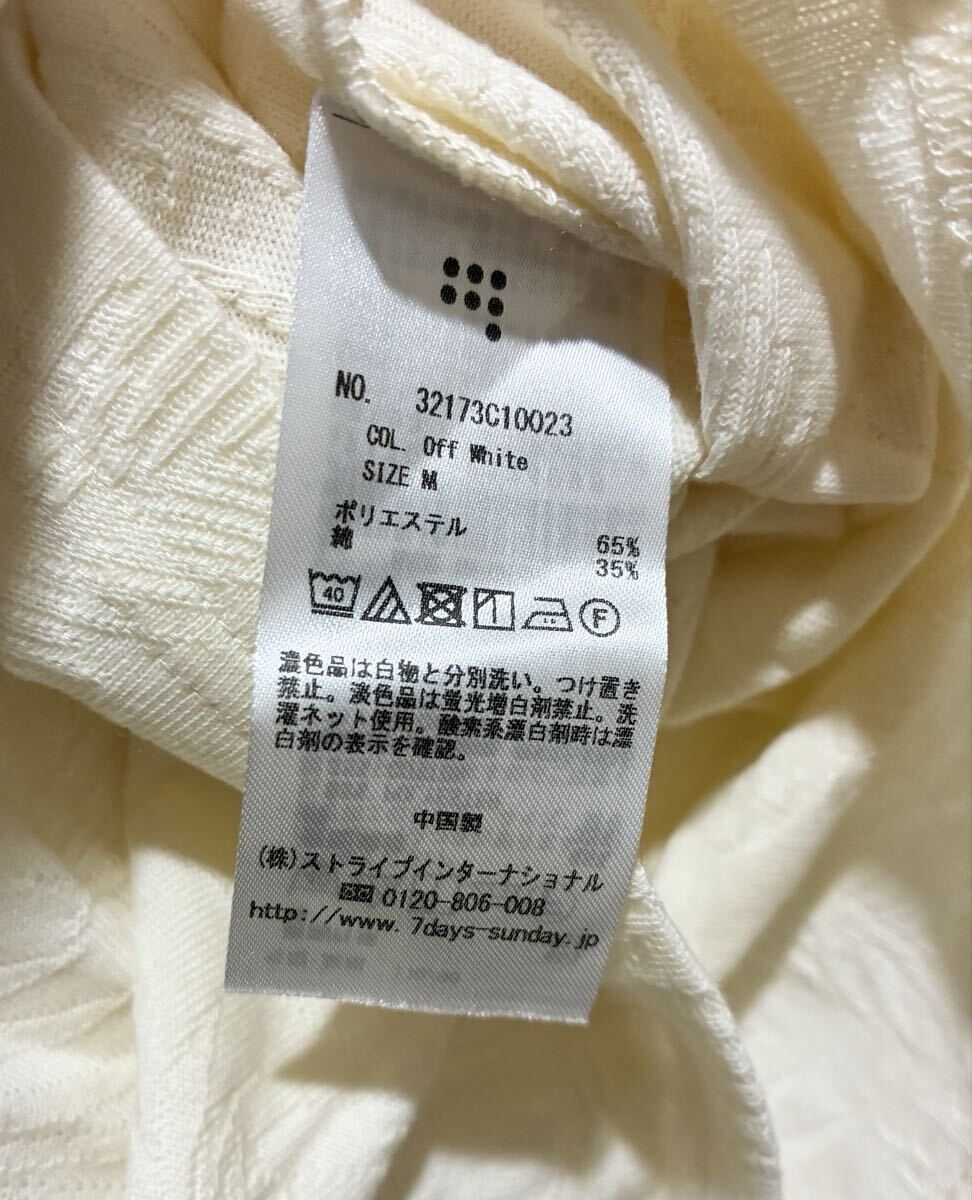 NO. 32173C10023
COL. Off White
SIZE M
ポリエステル 65%
綿 35%
40 F
濃色品は白物と分別洗い。つけ置き
禁止。淡色品は蛍光増白剤禁止。洗
濯ネット使用。酸素系漂白剤時は漂
白剤の表示を確認。
中国製
(株)ストライプインターナショナル
0120-806-008
http://www.7days-sunday.jp